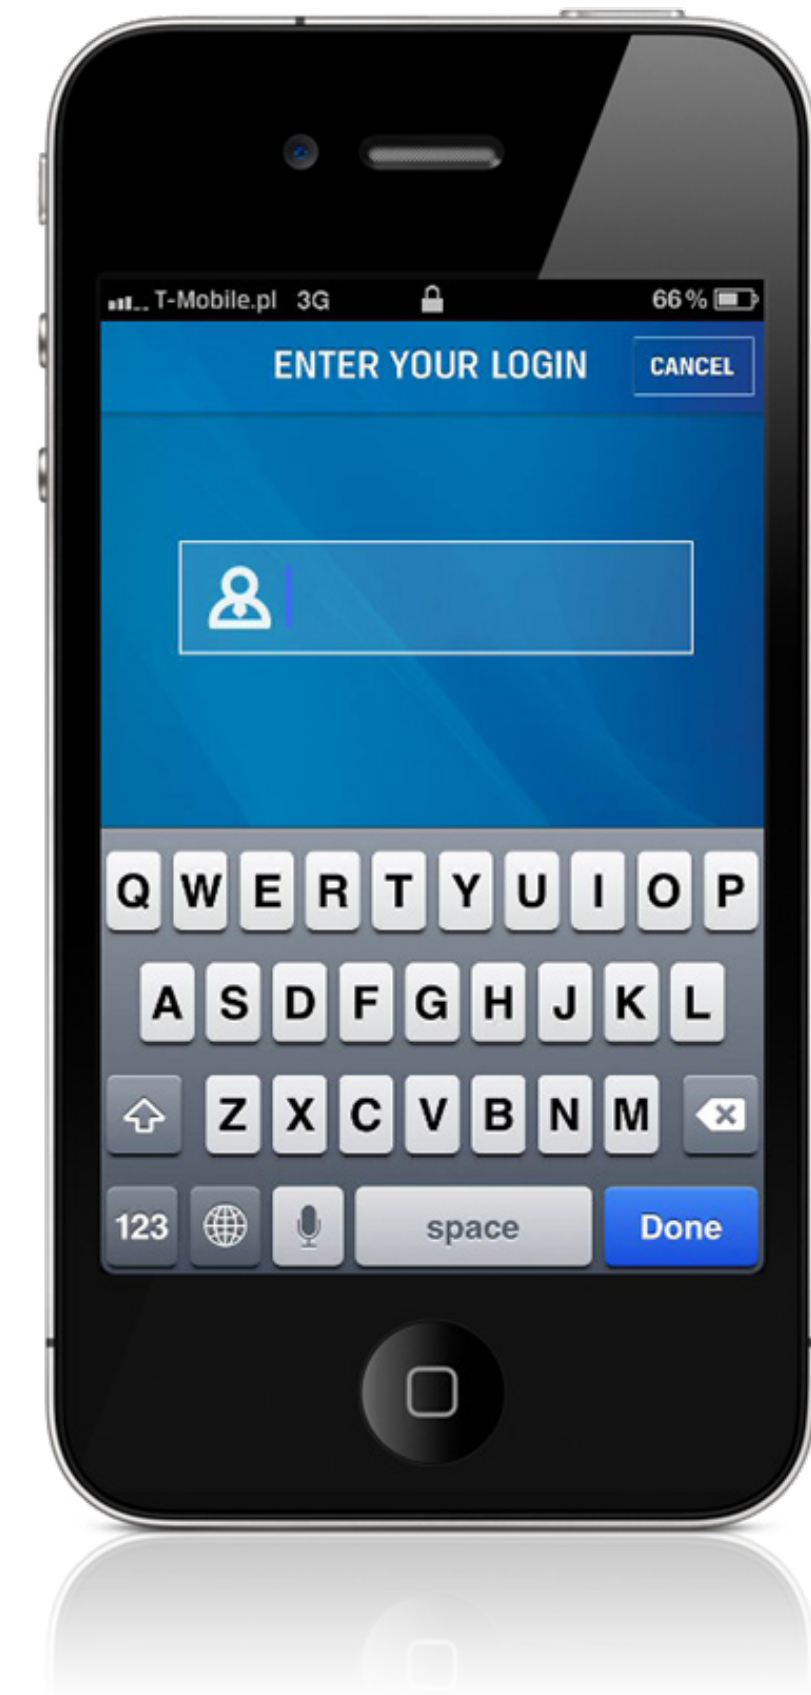 T-Mobile.pl 3G 66%
ENTER YOUR LOGIN CANCEL
Q W E R T Y U I O P
A S D F G H J K L
Z X C V B N M
123 space Done